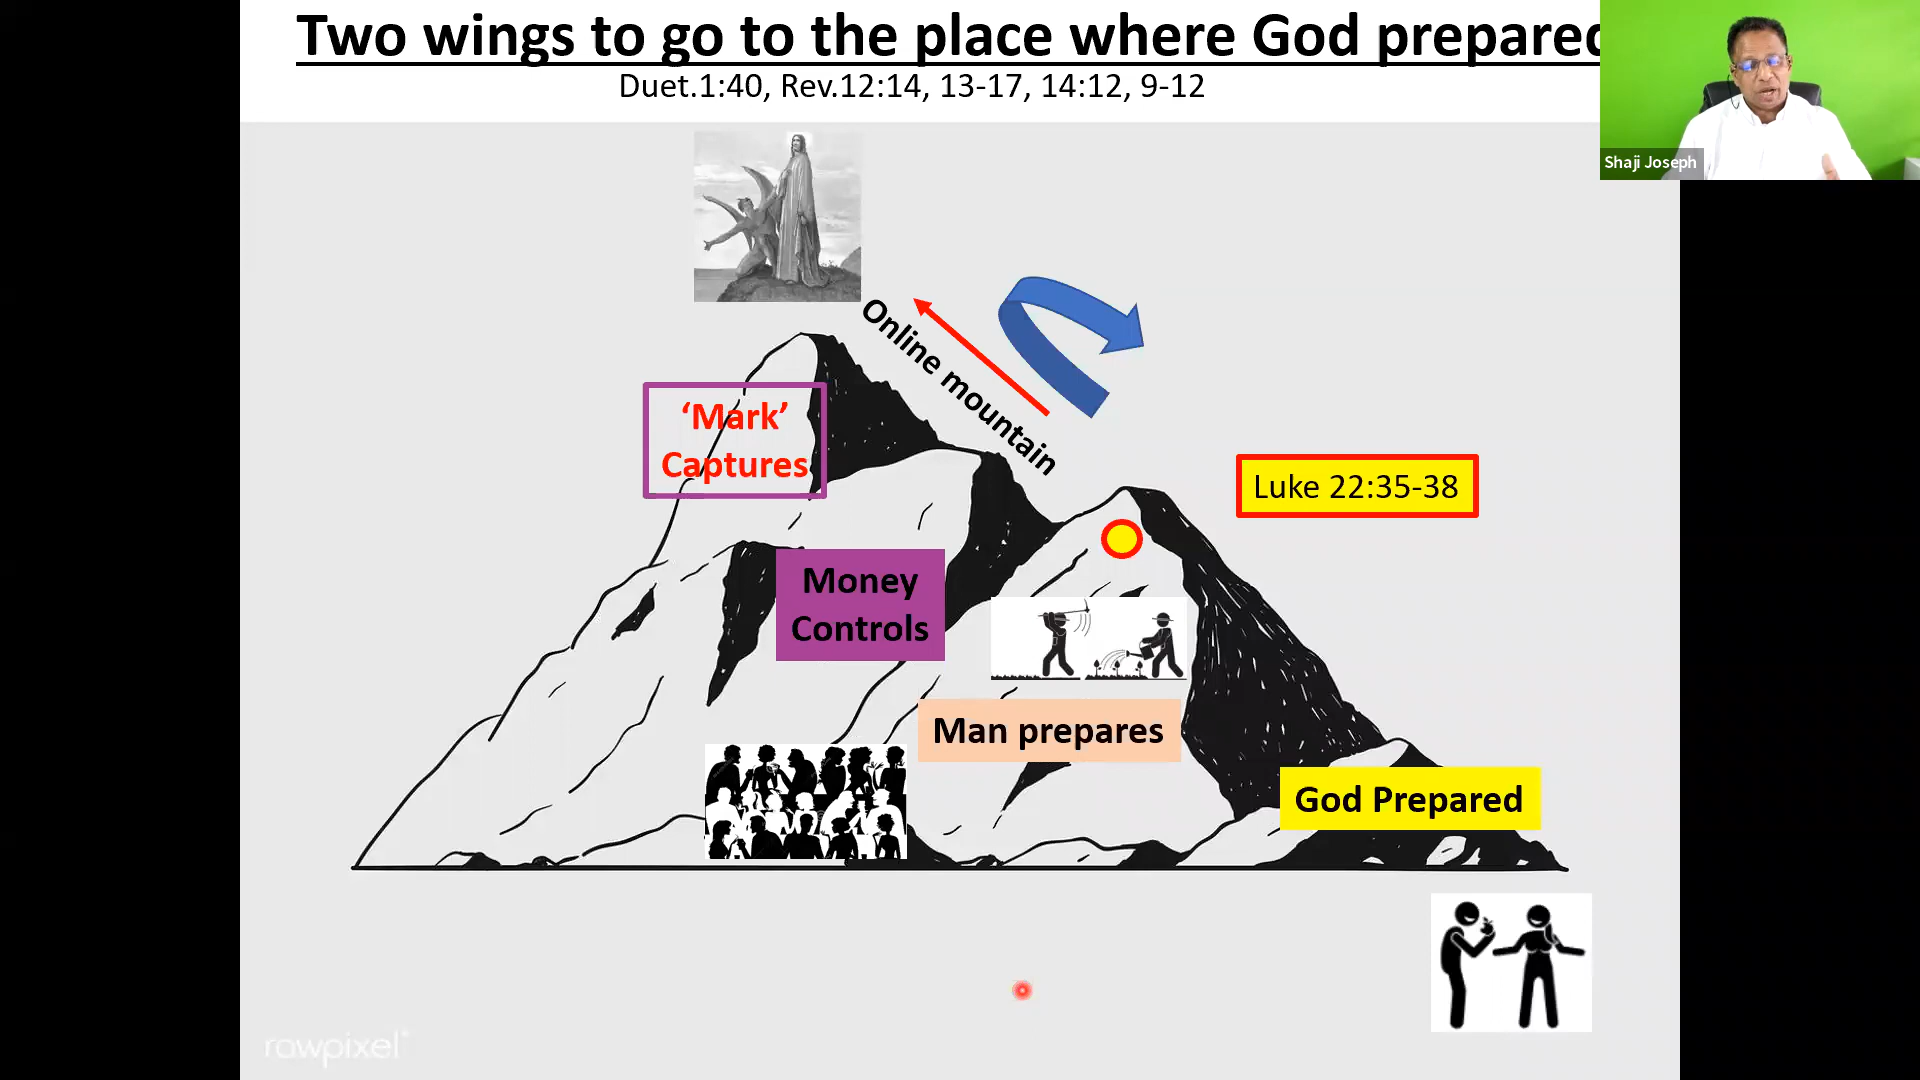 Two wings to go to the place where God prepared
Duet.1:40, Rev.12:14, 13-17, 14:12, 9-12
Shaji Joseph
Online mountain
‘Mark’
Captures
Luke 22:35-38
Money
Controls
Man prepares
God Prepared
rawpixel